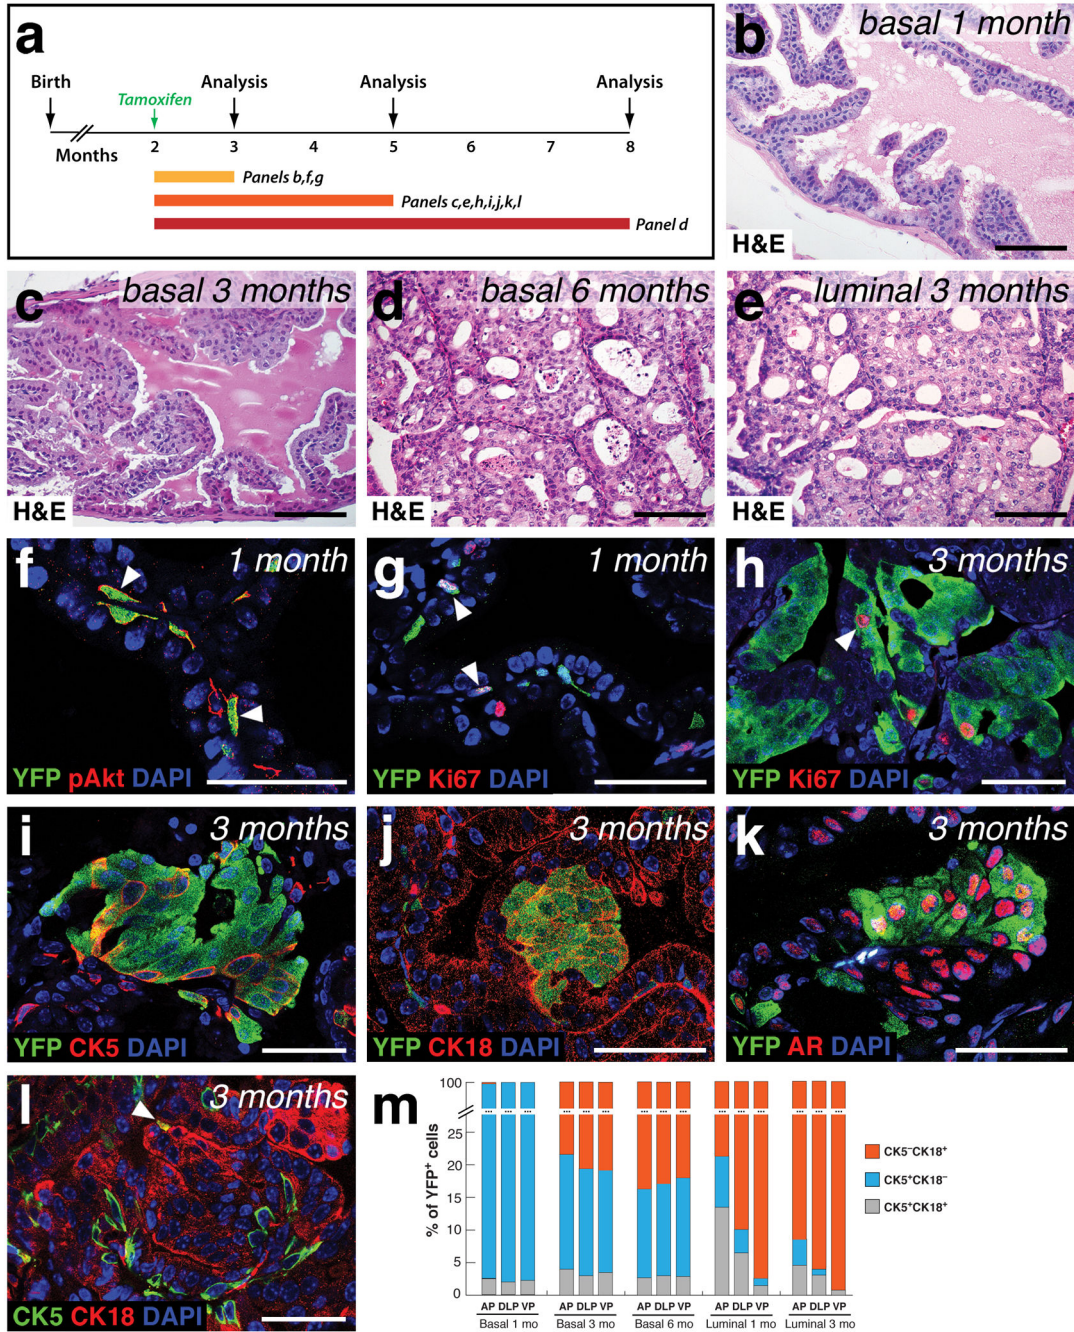 a
Birth
Analysis
Analysis
Analysis
Tamoxifen
Months
2 3 4 5 6 7 8
Panels b,f,g
Panels c,e,h,i,j,k,l
Panel d
b
basal 1 month
H&E
c
basal 3 months
H&E
d
basal 6 months
H&E
e
luminal 3 months
H&E
f
1 month
YFP pAkt DAPI
g
1 month
YFP Ki67 DAPI
h
3 months
YFP Ki67 DAPI
i
3 months
YFP CK5 DAPI
j
3 months
YFP CK18 DAPI
k
3 months
YFP AR DAPI
l
3 months
CK5 CK18 DAPI
m
% of YFP⁺ cells
100
25
20
15
10
5
0
AP DLP VP AP DLP VP AP DLP VP AP DLP VP AP DLP VP
Basal 1 mo Basal 3 mo Basal 6 mo Luminal 1 mo Luminal 3 mo
CK5⁻CK18⁺
CK5⁺CK18⁻
CK5⁺CK18⁺